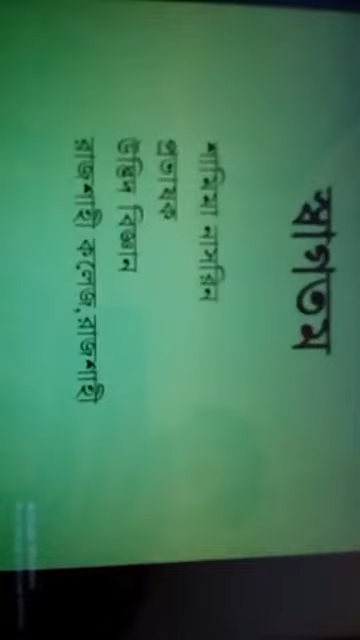 স্বাগতম
শামিমা নাসরিন
প্রভাষক
উদ্ভিদ বিজ্ঞান
রাজশাহী কলেজ,রাজশাহী